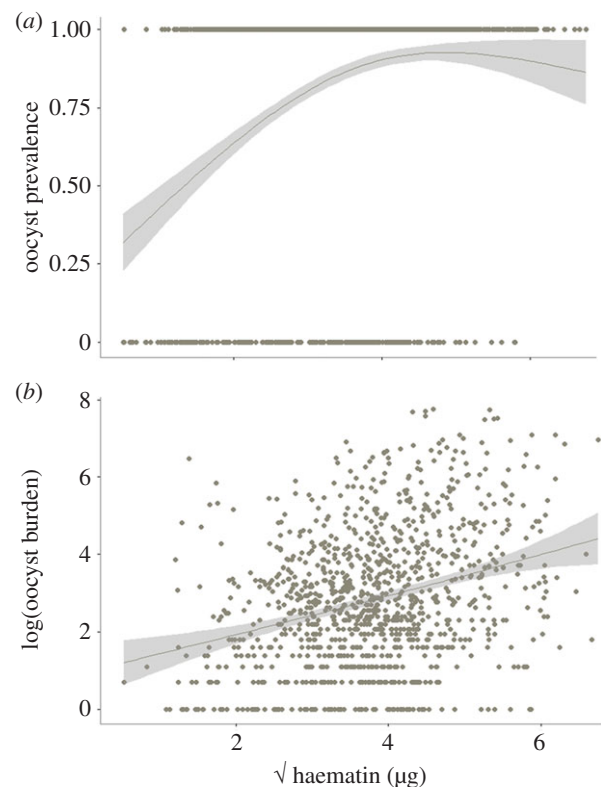 (a)
1.00
0.75
0.50
0.25
0
oocyst prevalence
(b)
8
6
4
2
0
log(oocyst burden)
2 4 6
√ haematin (µg)